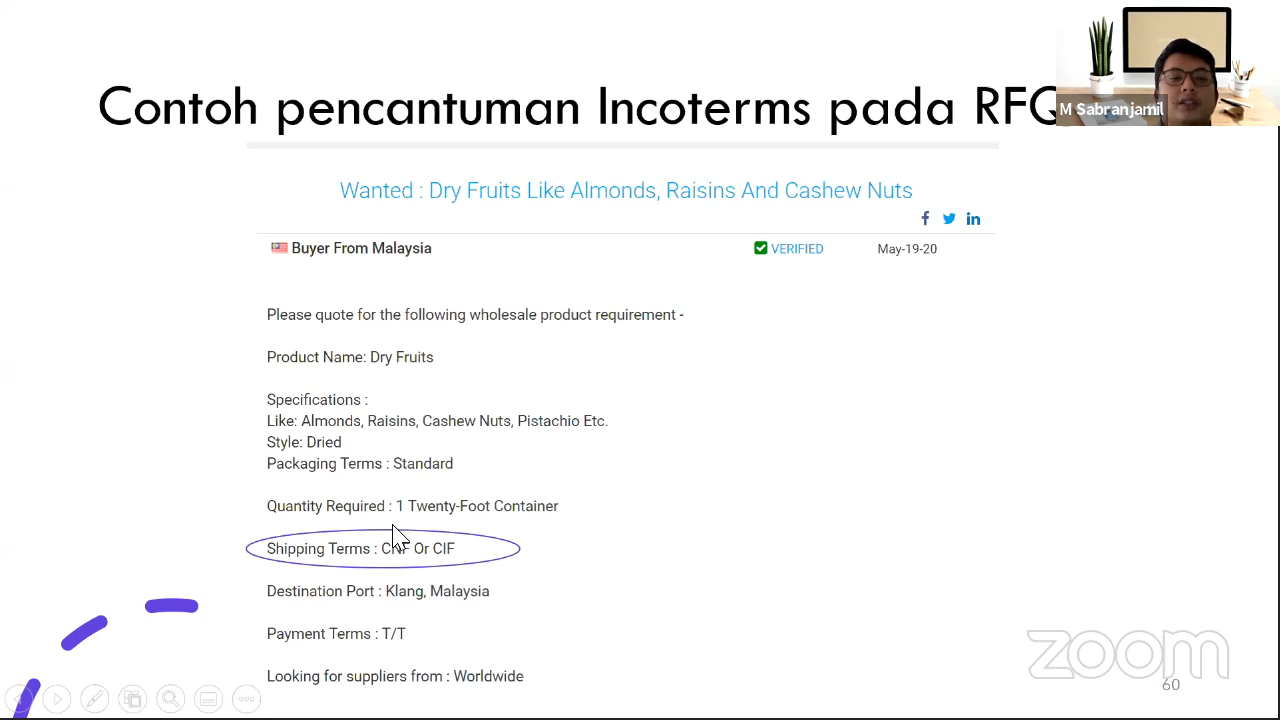 Contoh pencantuman Incoterms pada RFQ
M Sabranjamil
Wanted : Dry Fruits Like Almonds, Raisins And Cashew Nuts
Buyer From Malaysia
VERIFIED
May-19-20
Please quote for the following wholesale product requirement -
Product Name: Dry Fruits
Specifications :
Like: Almonds, Raisins, Cashew Nuts, Pistachio Etc.
Style: Dried
Packaging Terms : Standard
Quantity Required : 1 Twenty-Foot Container
Shipping Terms : CNF Or CIF
Destination Port : Klang, Malaysia
Payment Terms : T/T
Looking for suppliers from : Worldwide
zoom
60